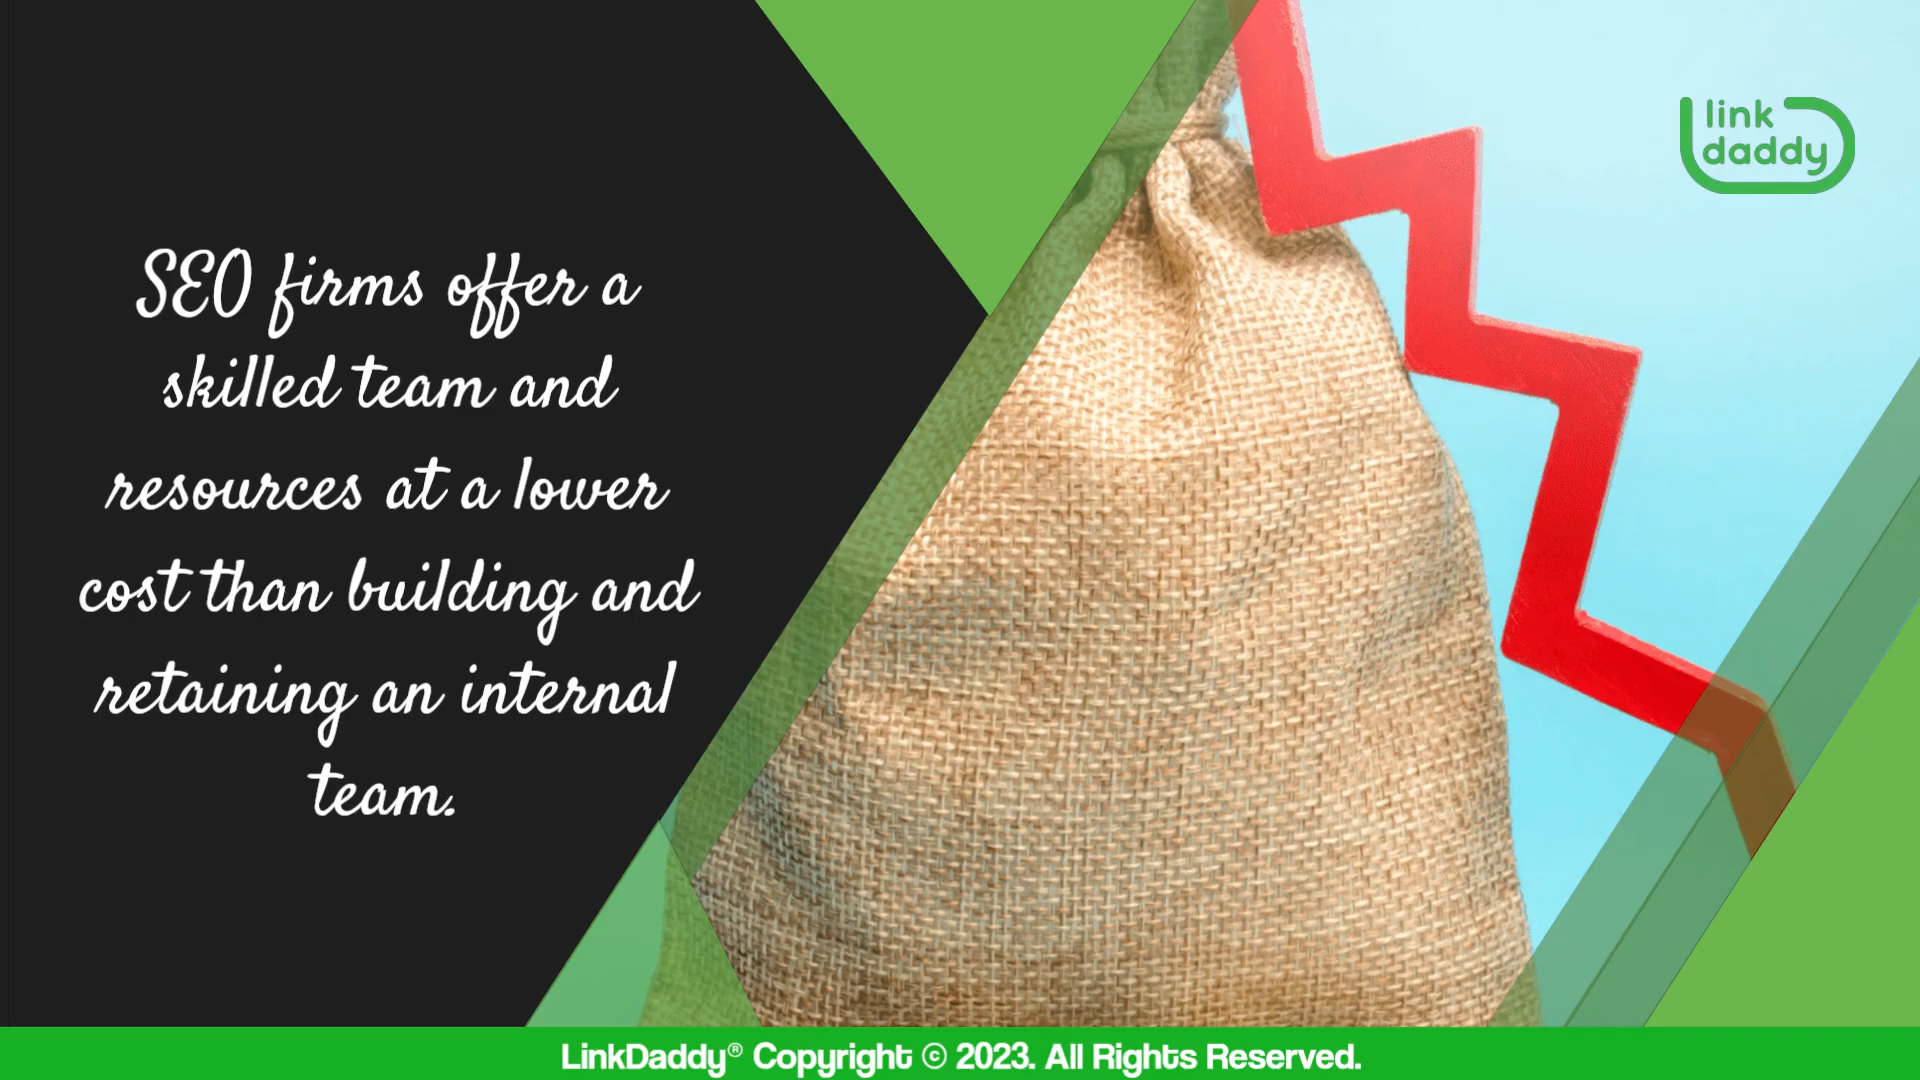 link
daddy
SEO firms offer a
skilled team and
resources at a lower
cost than building and
retaining an internal
team.
LinkDaddy® Copyright © 2023. All Rights Reserved.